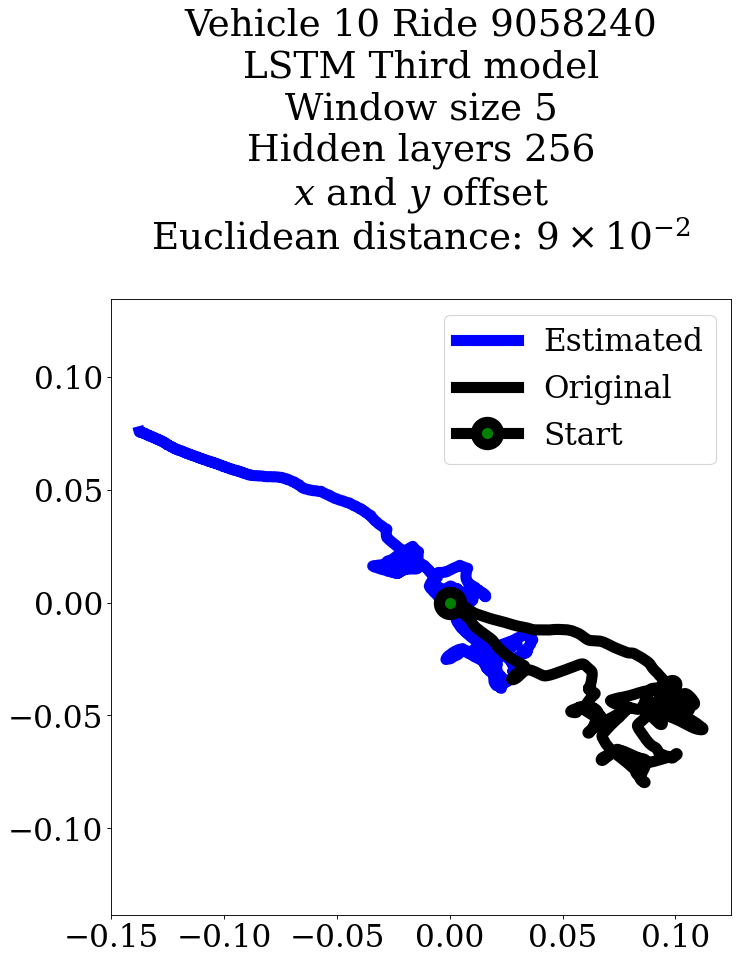 Vehicle 10 Ride 9058240
LSTM Third model
Window size 5
Hidden layers 256
x and y offset
Euclidean distance: 9 × 10⁻²
Estimated
Original
Start
0.10
0.05
0.00
−0.05
−0.10
−0.15 −0.10 −0.05 0.00 0.05 0.10